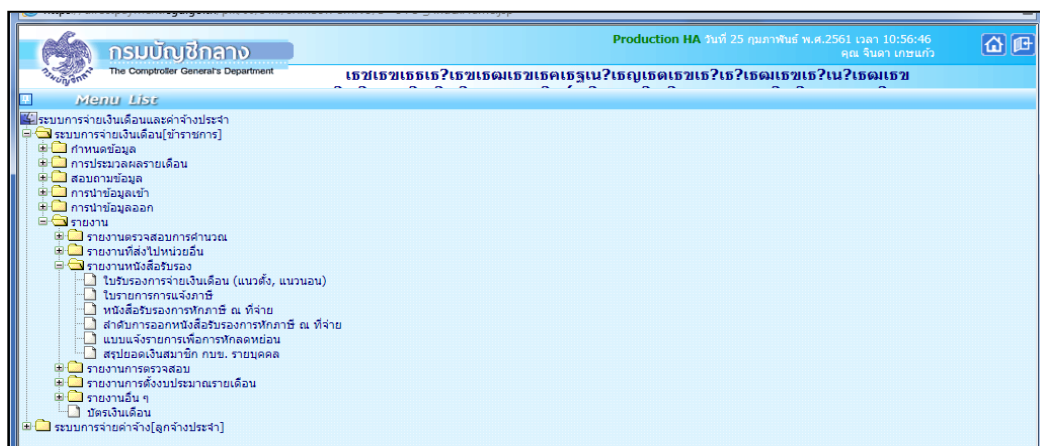 Production HA วันที่ 25 กุมภาพันธ์ พ.ศ.2561 เวลา 10:56:46
กรมบัญชีกลาง
คุณ จินดา เกษแก้ว
The Comptroller General's Department
Menu List
ระบบการจ่ายเงินเดือนและค่าจ้างประจำ
ระบบการจ่ายเงินเดือน[ข้าราชการ]
กำหนดข้อมูล
การประมวลผลรายเดือน
สอบถามข้อมูล
การนำข้อมูลเข้า
การนำข้อมูลออก
รายงาน
รายงานตรวจสอบการคำนวณ
รายงานที่ส่งไปหน่วยอื่น
รายงานหนังสือรับรอง
ใบรับรองการจ่ายเงินเดือน (แนวตั้ง, แนวนอน)
ใบรายการการแจ้งภาษี
หนังสือรับรองการหักภาษี ณ ที่จ่าย
ลำดับการออกหนังสือรับรองการหักภาษี ณ ที่จ่าย
แบบแจ้งรายการเพื่อการหักลดหย่อน
สรุปยอดเงินสมาชิก กบข. รายบุคคล
รายงานการตรวจสอบ
รายงานการตั้งงบประมาณรายเดือน
รายงานอื่น ๆ
บัตรเงินเดือน
ระบบการจ่ายค่าจ้าง[ลูกจ้างประจำ]